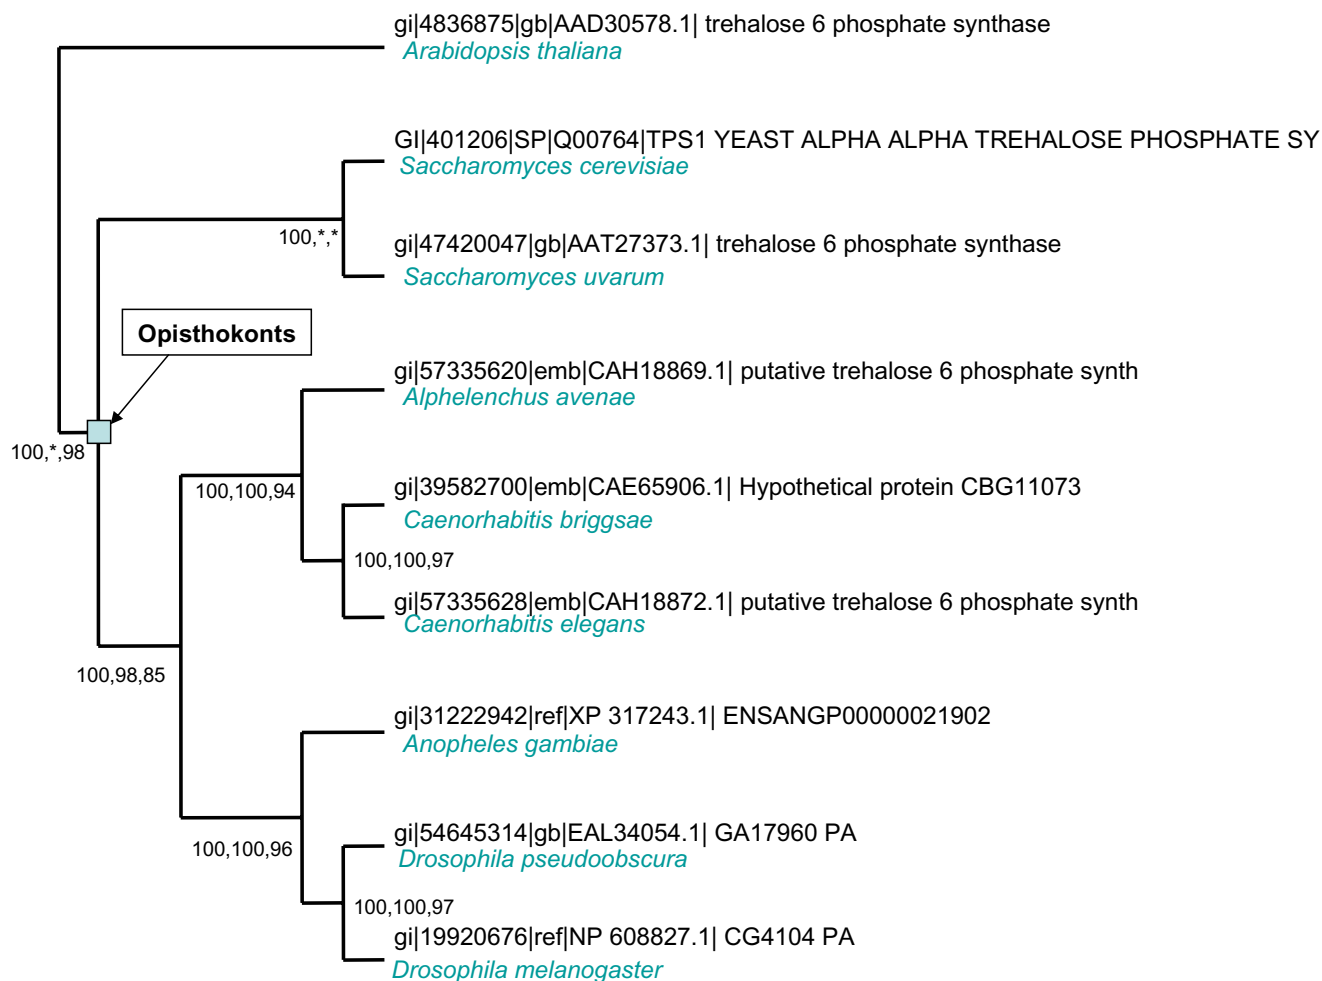 gi|4836875|gb|AAD30578.1| trehalose 6 phosphate synthase
Arabidopsis thaliana
GI|401206|SP|Q00764|TPS1 YEAST ALPHA ALPHA TREHALOSE PHOSPHATE SY
Saccharomyces cerevisiae
100,*,*
gi|47420047|gb|AAT27373.1| trehalose 6 phosphate synthase
Saccharomyces uvarum
Opisthokonts
gi|57335620|emb|CAH18869.1| putative trehalose 6 phosphate synth
Alphelenchus avenae
100,*,98
100,100,94
gi|39582700|emb|CAE65906.1| Hypothetical protein CBG11073
Caenorhabitis briggsae
100,100,97
gi|57335628|emb|CAH18872.1| putative trehalose 6 phosphate synth
Caenorhabitis elegans
100,98,85
gi|31222942|ref|XP 317243.1| ENSANGP00000021902
Anopheles gambiae
100,100,96
gi|54645314|gb|EAL34054.1| GA17960 PA
Drosophila pseudoobscura
100,100,97
gi|19920676|ref|NP 608827.1| CG4104 PA
Drosophila melanogaster